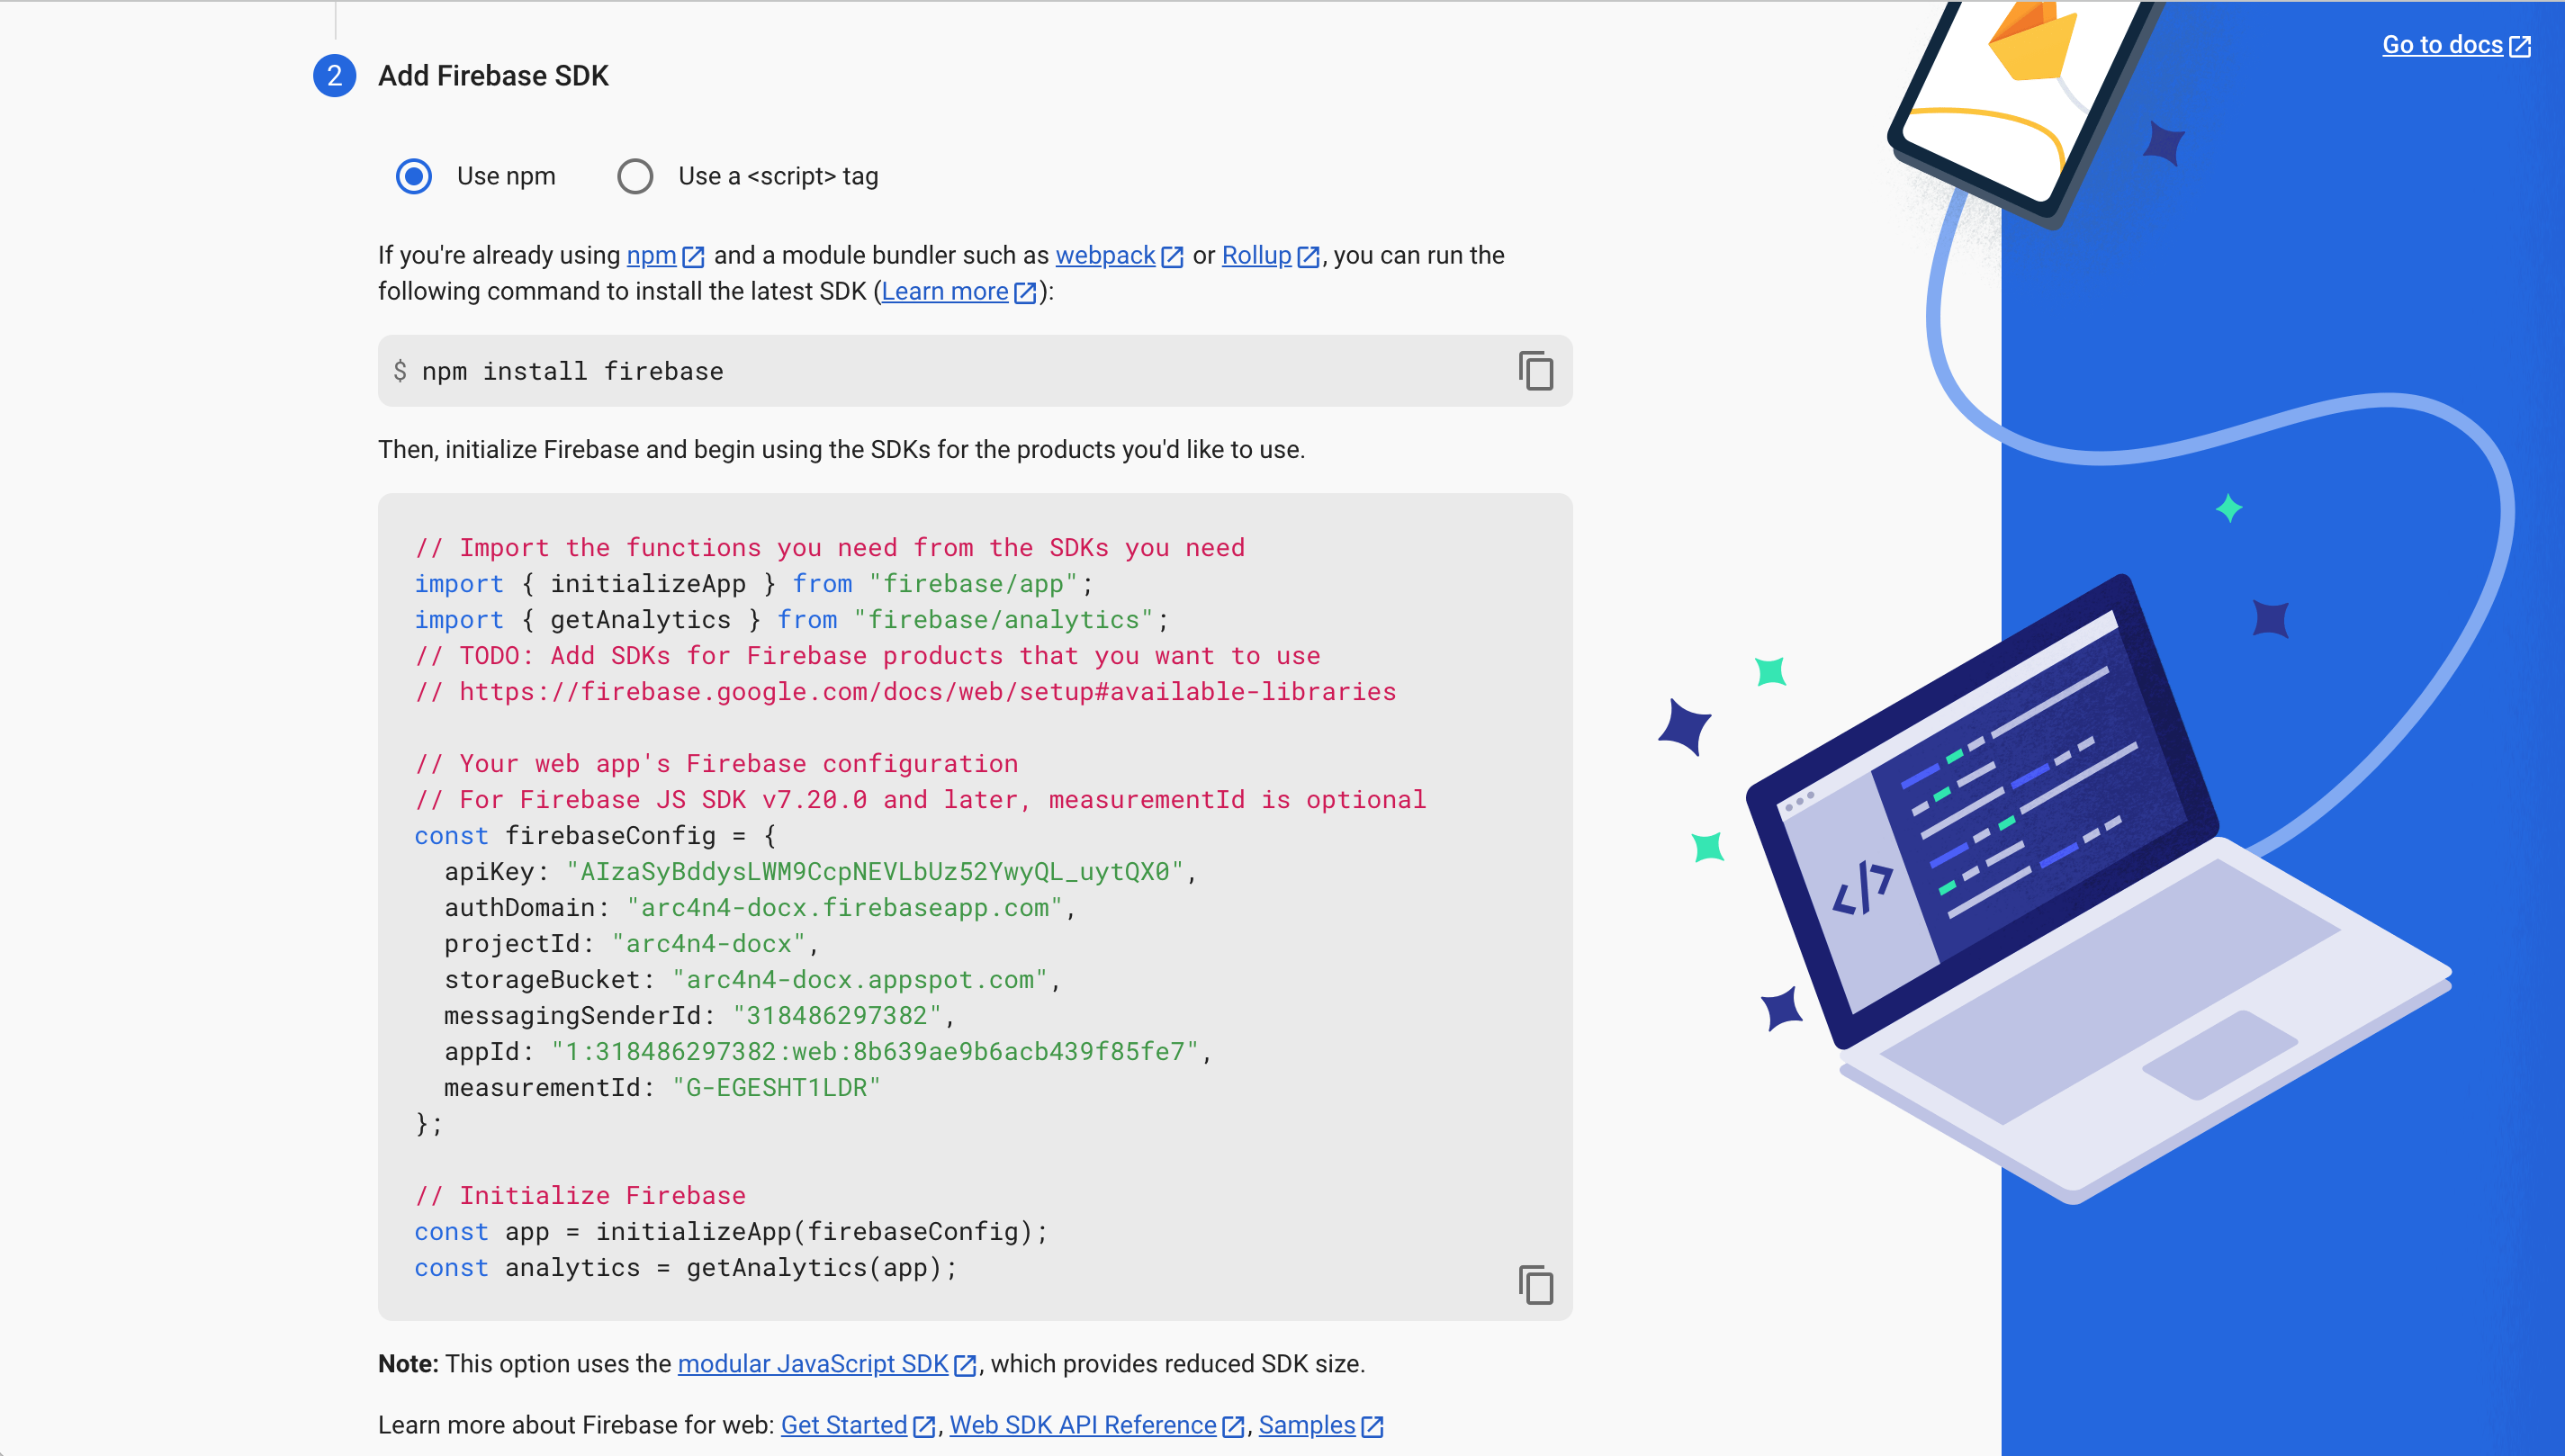 Go to docs
2 Add Firebase SDK
Use npm Use a <script> tag
If you're already using npm and a module bundler such as webpack or Rollup, you can run the
following command to install the latest SDK (Learn more):
$ npm install firebase
Then, initialize Firebase and begin using the SDKs for the products you'd like to use.
// Import the functions you need from the SDKs you need
import { initializeApp } from "firebase/app";
import { getAnalytics } from "firebase/analytics";
// TODO: Add SDKs for Firebase products that you want to use
// https://firebase.google.com/docs/web/setup#available-libraries
// Your web app's Firebase configuration
// For Firebase JS SDK v7.20.0 and later, measurementId is optional
const firebaseConfig = {
  apiKey: "AIzaSyBddysLWM9CcpNEVLbUz52YwyQL_uytQX0",
  authDomain: "arc4n4-docx.firebaseapp.com",
  projectId: "arc4n4-docx",
  storageBucket: "arc4n4-docx.appspot.com",
  messagingSenderId: "318486297382",
  appId: "1:318486297382:web:8b639ae9b6acb439f85fe7",
  measurementId: "G-EGESHT1LDR"
};
// Initialize Firebase
const app = initializeApp(firebaseConfig);
const analytics = getAnalytics(app);
</>
Note: This option uses the modular JavaScript SDK, which provides reduced SDK size.
Learn more about Firebase for web: Get Started, Web SDK API Reference, Samples